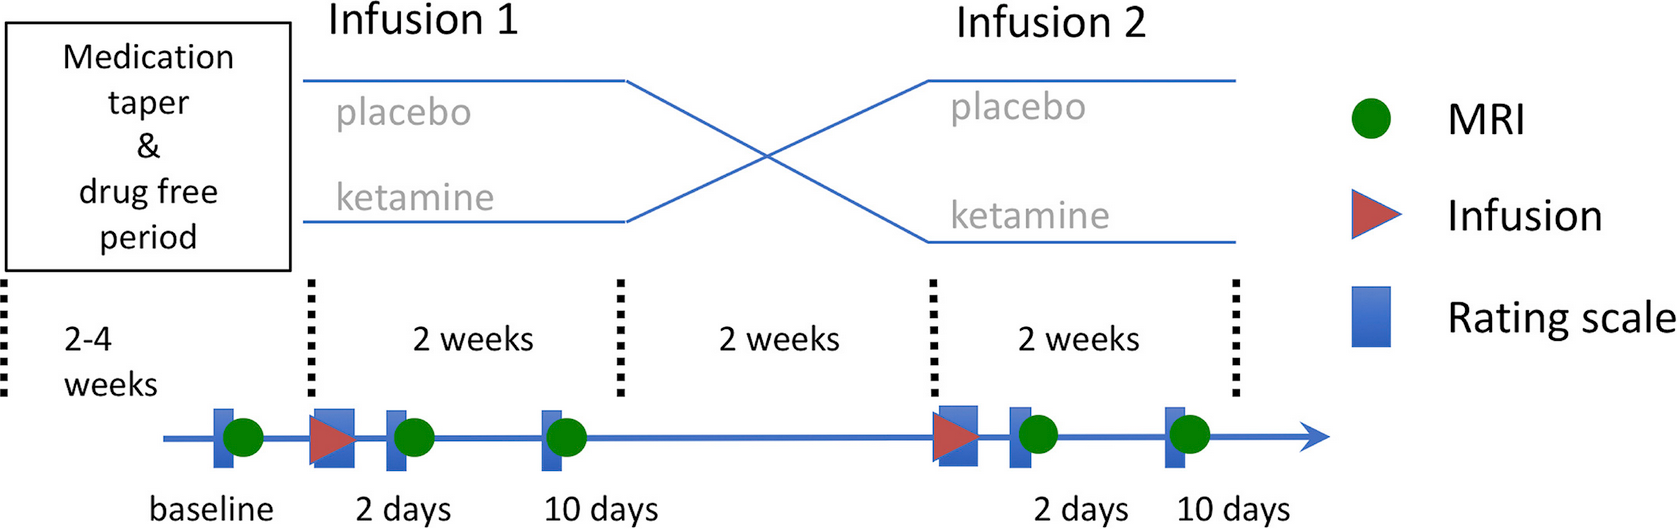 Medication
taper
&
drug free
period
Infusion 1
Infusion 2
placebo
ketamine
placebo
ketamine
MRI
Infusion
Rating scale
2-4
weeks
2 weeks
2 weeks
2 weeks
baseline
2 days
10 days
2 days
10 days